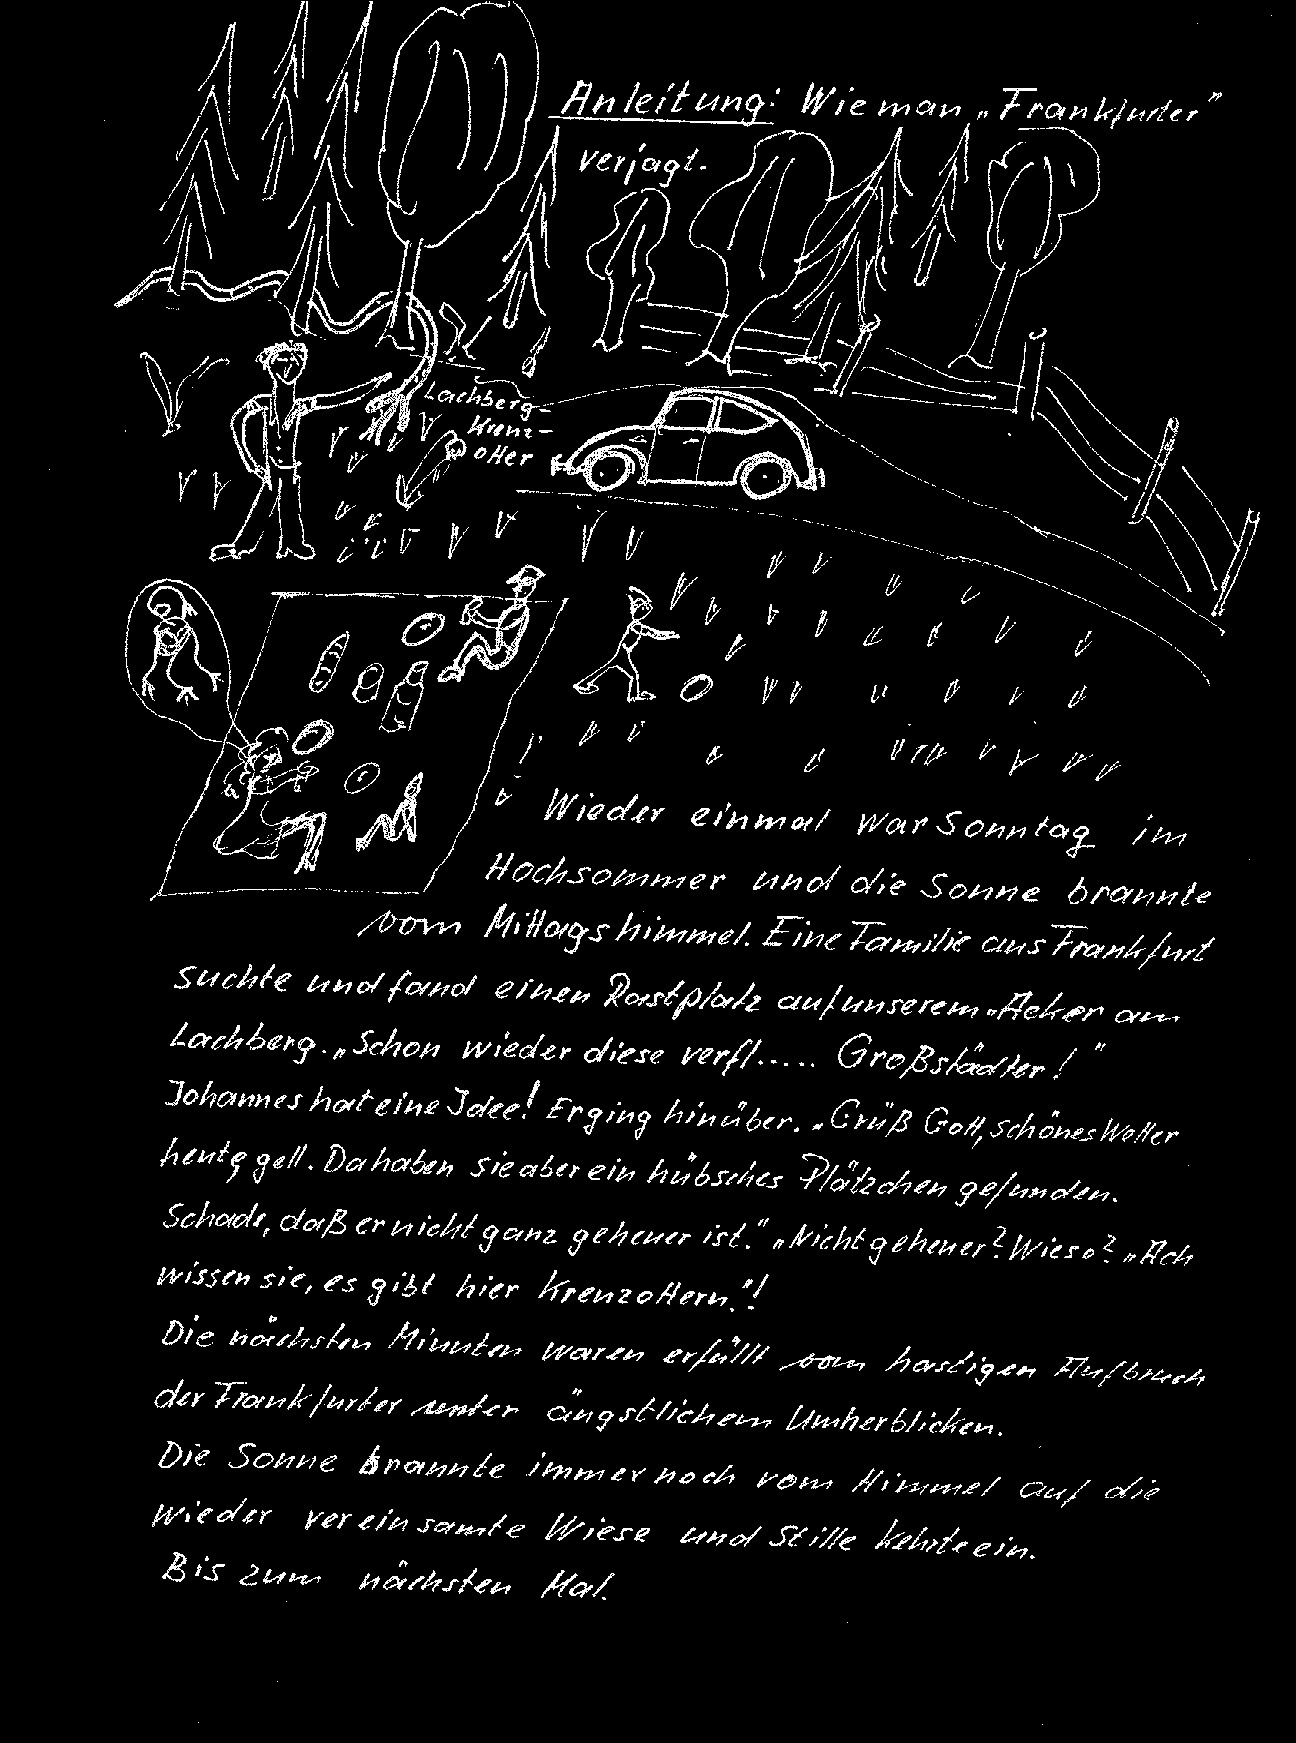 Anleitung: Wie man „Frankfurter"
verjagt.
Lachberg-
Kreuz-
otter
Wieder einmal war Sonntag im
Hochsommer und die Sonne brannte
vom Mittagshimmel. Eine Familie aus Frankfurt
suchte und fand einen Rastplatz auf unserem „Acker am
Lachberg. „Schon wieder diese verfl..... Großstädter!"
Johannes hat eine Idee! Er ging hinüber. „Grüß Gott, schönes Wetter
heute, gell. Da haben sie aber ein hübsches Plätzchen gefunden.
Schade, daß er nicht ganz geheuer ist." „Nicht geheuer? Wieso? „Ach
wissen sie, es gibt hier Kreuzottern."!
Die nächsten Minuten waren erfüllt vom hastigen Aufbruch
der Frankfurter unter ängstlichem Umherblicken.
Die Sonne brannte immer noch vom Himmel auf die
wieder vereinsamte Wiese und Stille kehrte ein.
Bis zum nächsten Mal.